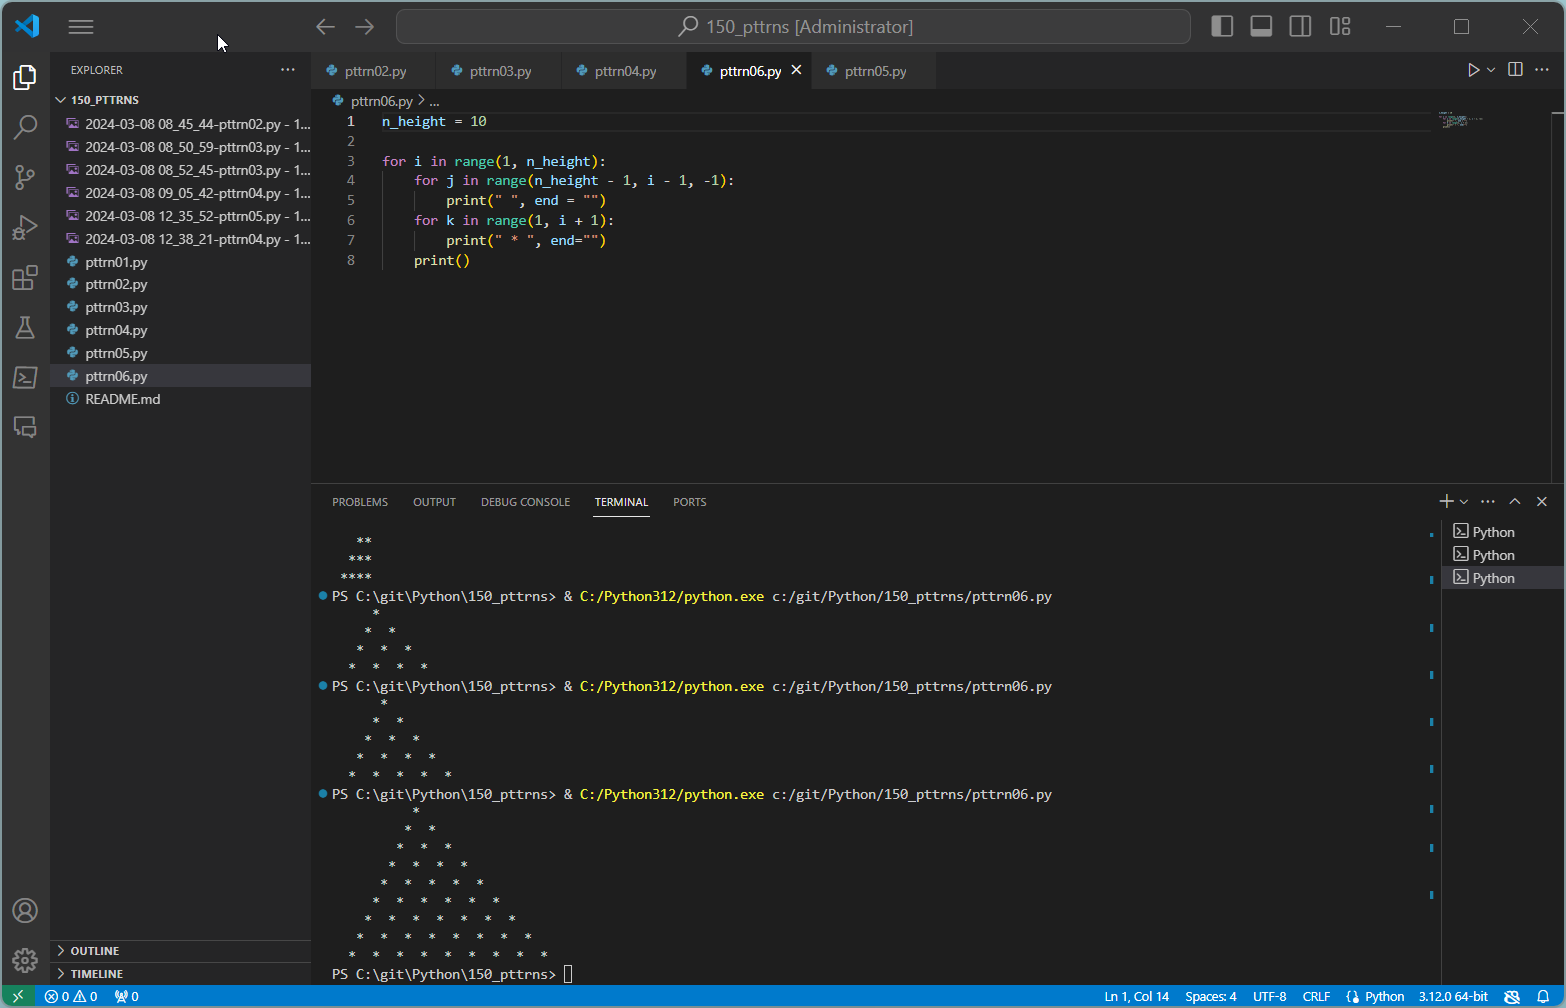 150_pttrns [Administrator]
EXPLORER
150_PTTRNS
2024-03-08 08_45_44-pttrn02.py - 1...
2024-03-08 08_50_59-pttrn03.py - 1...
2024-03-08 08_52_45-pttrn03.py - 1...
2024-03-08 09_05_42-pttrn04.py - 1...
2024-03-08 12_35_52-pttrn05.py - 1...
2024-03-08 12_38_21-pttrn04.py - 1...
pttrn01.py
pttrn02.py
pttrn03.py
pttrn04.py
pttrn05.py
pttrn06.py
README.md
OUTLINE
TIMELINE
pttrn02.py pttrn03.py pttrn04.py pttrn06.py pttrn05.py
pttrn06.py > ...
1 n_height = 10
2
3 for i in range(1, n_height):
4     for j in range(n_height - 1, i - 1, -1):
5         print(" ", end = "")
6     for k in range(1, i + 1):
7         print(" * ", end="")
8     print()
PROBLEMS OUTPUT DEBUG CONSOLE TERMINAL PORTS
   **
  ***
 ****
PS C:\git\Python\150_pttrns> & C:/Python312/python.exe c:/git/Python/150_pttrns/pttrn06.py
     *
    *  *
   *  *  *
  *  *  *  *
PS C:\git\Python\150_pttrns> & C:/Python312/python.exe c:/git/Python/150_pttrns/pttrn06.py
      *
     *  *
    *  *  *
   *  *  *  *
  *  *  *  *  *
PS C:\git\Python\150_pttrns> & C:/Python312/python.exe c:/git/Python/150_pttrns/pttrn06.py
          *
         *  *
        *  *  *
       *  *  *  *
      *  *  *  *  *
     *  *  *  *  *  *
    *  *  *  *  *  *  *
   *  *  *  *  *  *  *  *
  *  *  *  *  *  *  *  *  *
PS C:\git\Python\150_pttrns>
Python
Python
Python
0 0 0 Ln 1, Col 14 Spaces: 4 UTF-8 CRLF Python 3.12.0 64-bit